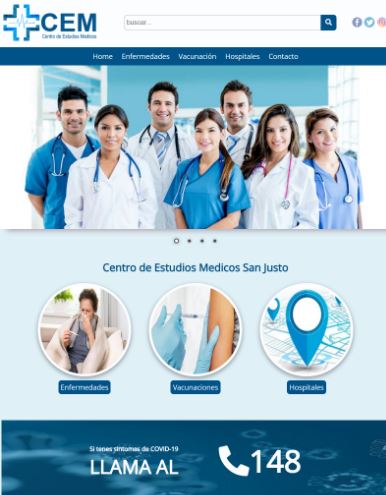 CEM
Centro de Estudios Medicos
buscar...
Home Enfermedades Vacunación Hospitales Contacto
Centro de Estudios Medicos San Justo
Enfermedades
Vacunaciones
Hospitales
Si tenes sintomas de COVID-19
LLAMA AL 148